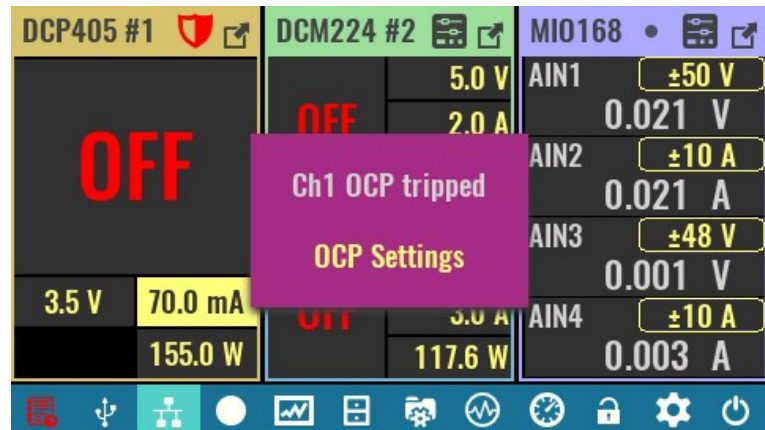 DCP405 #1
DCM224 #2
MIO168
OFF
5.0 V
2.0 A
OFF
Ch1 OCP tripped
OCP Settings
3.5 V
70.0 mA
155.0 W
OFF
3.0 A
117.6 W
AIN1
±50 V
0.021 V
AIN2
±10 A
0.021 A
AIN3
±48 V
0.001 V
AIN4
±10 A
0.003 A